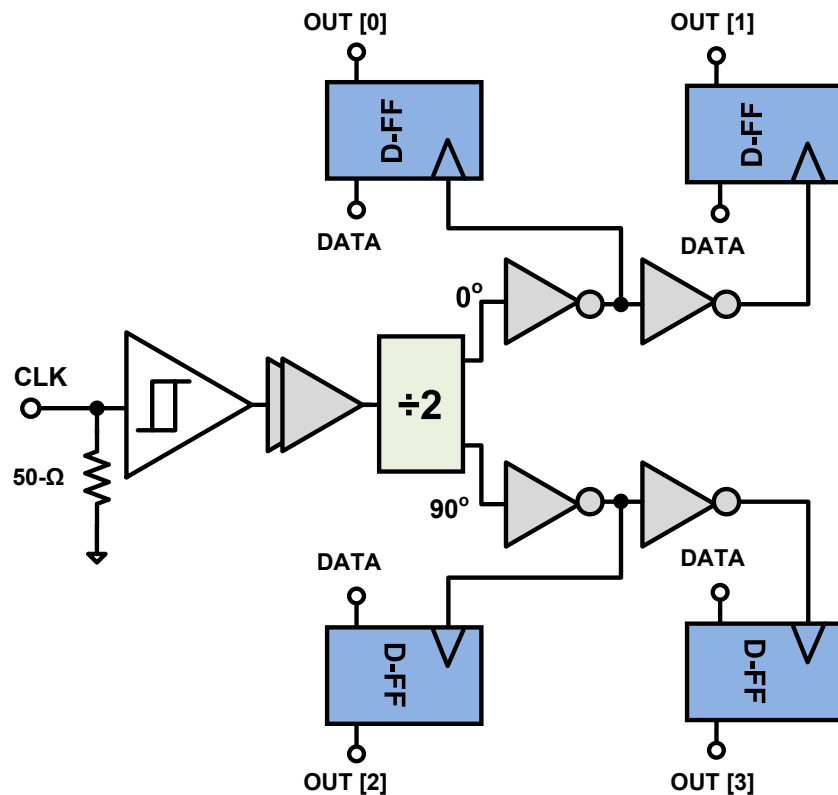 OUT [0]
OUT [1]
D-FF
D-FF
DATA
DATA
0°
CLK
÷2
50-Ω
90°
DATA
DATA
D-FF
D-FF
OUT [2]
OUT [3]